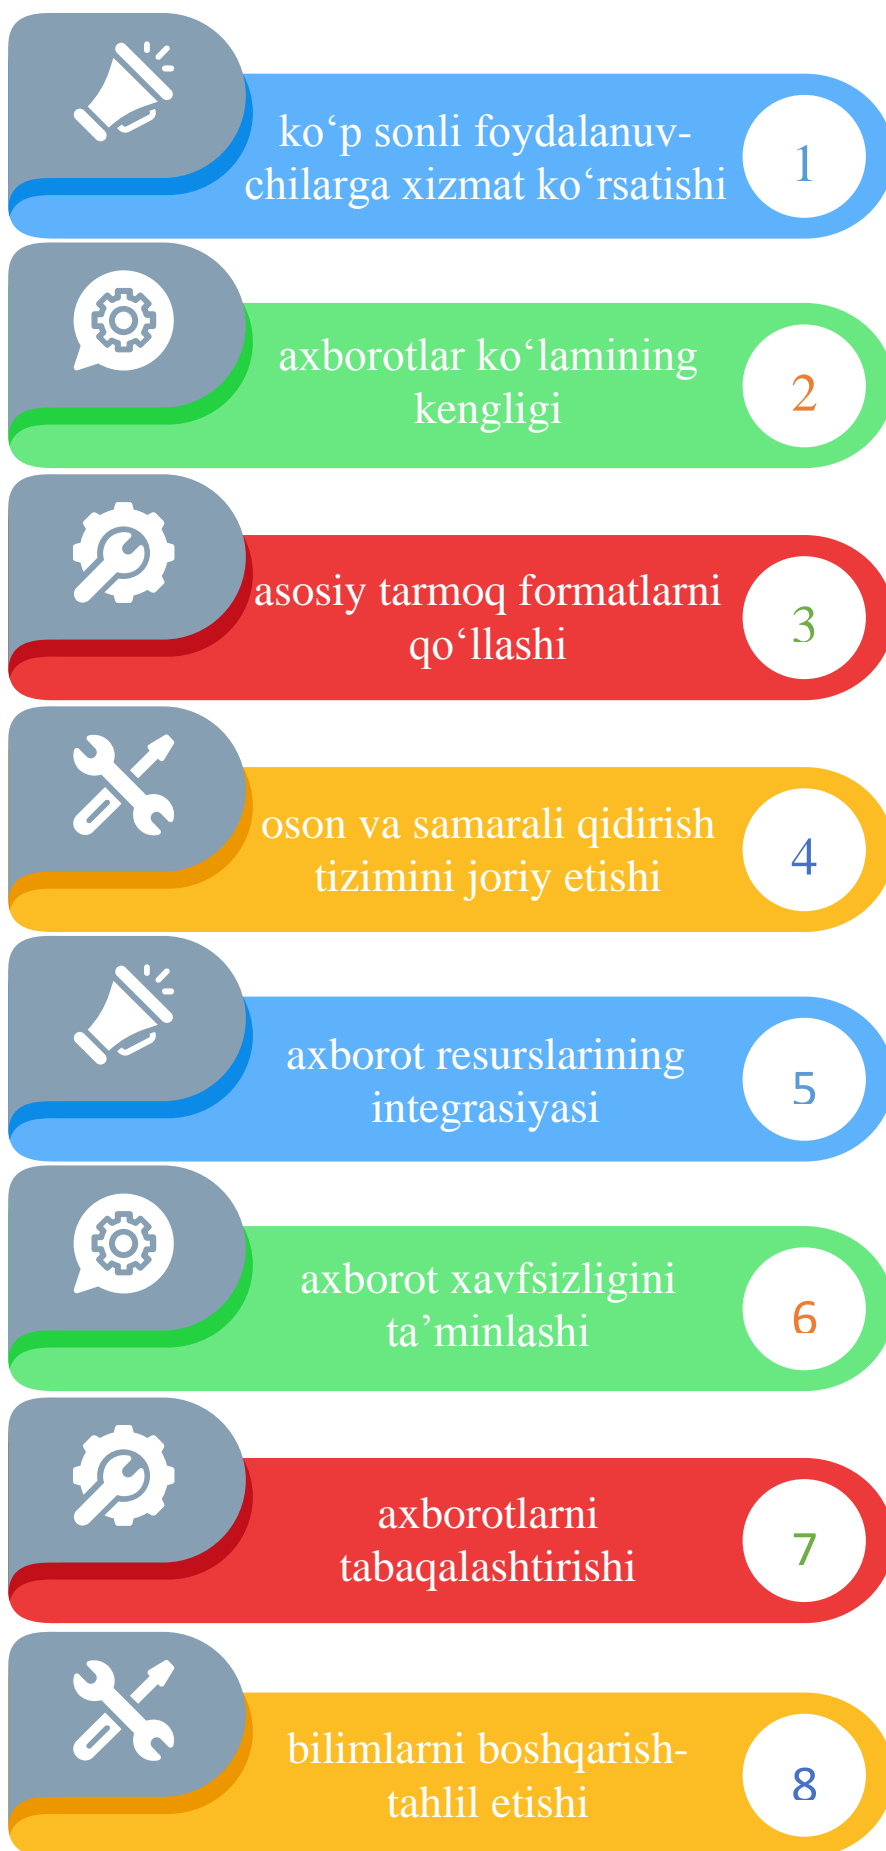 ko‘p sonli foydalanuv-
chilarga xizmat ko‘rsatishi
1
axborotlar ko‘lamining
kengligi
2
asosiy tarmoq formatlarni
qo‘llashi
3
oson va samarali qidirish
tizimini joriy etishi
4
axborot resurslarining
integrasiyasi
5
axborot xavfsizligini
ta’minlashi
6
axborotlarni
tabaqalashtirishi
7
bilimlarni boshqarish-
tahlil etishi
8